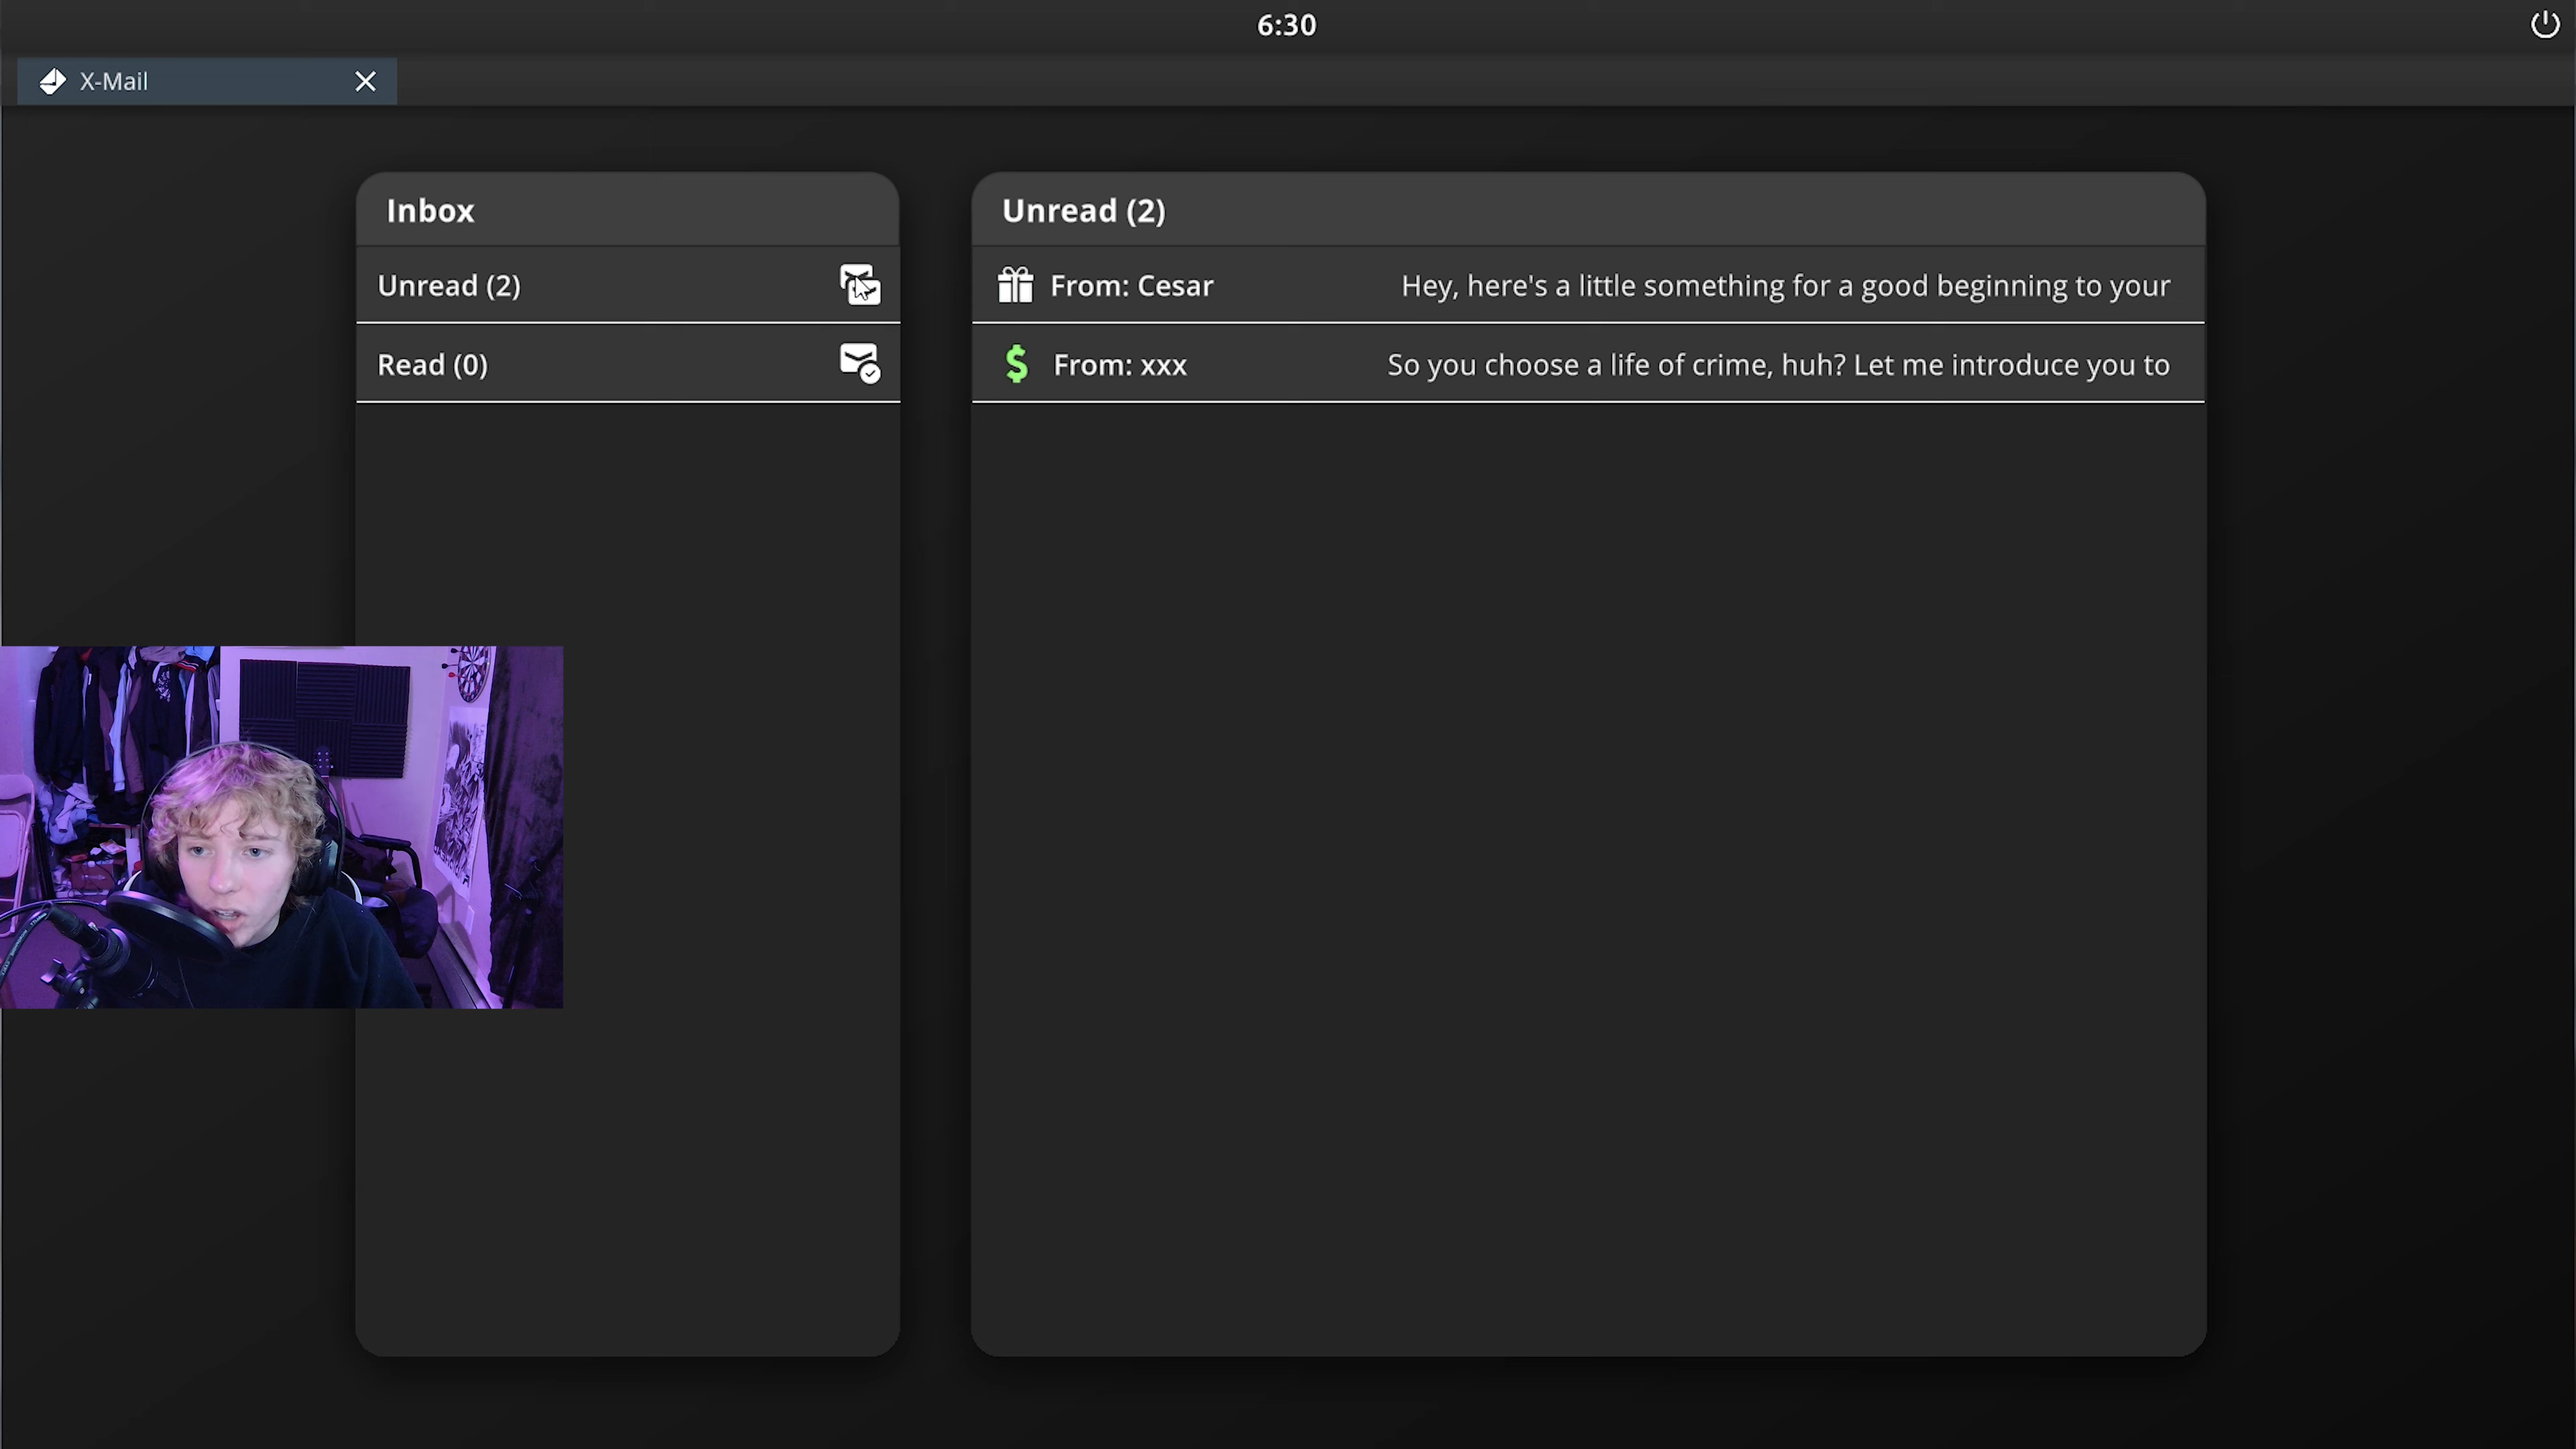 6:30
X-Mail
Inbox
Unread (2)
Read (0)
Unread (2)
From: Cesar Hey, here's a little something for a good beginning to your
From: xxx So you choose a life of crime, huh? Let me introduce you to